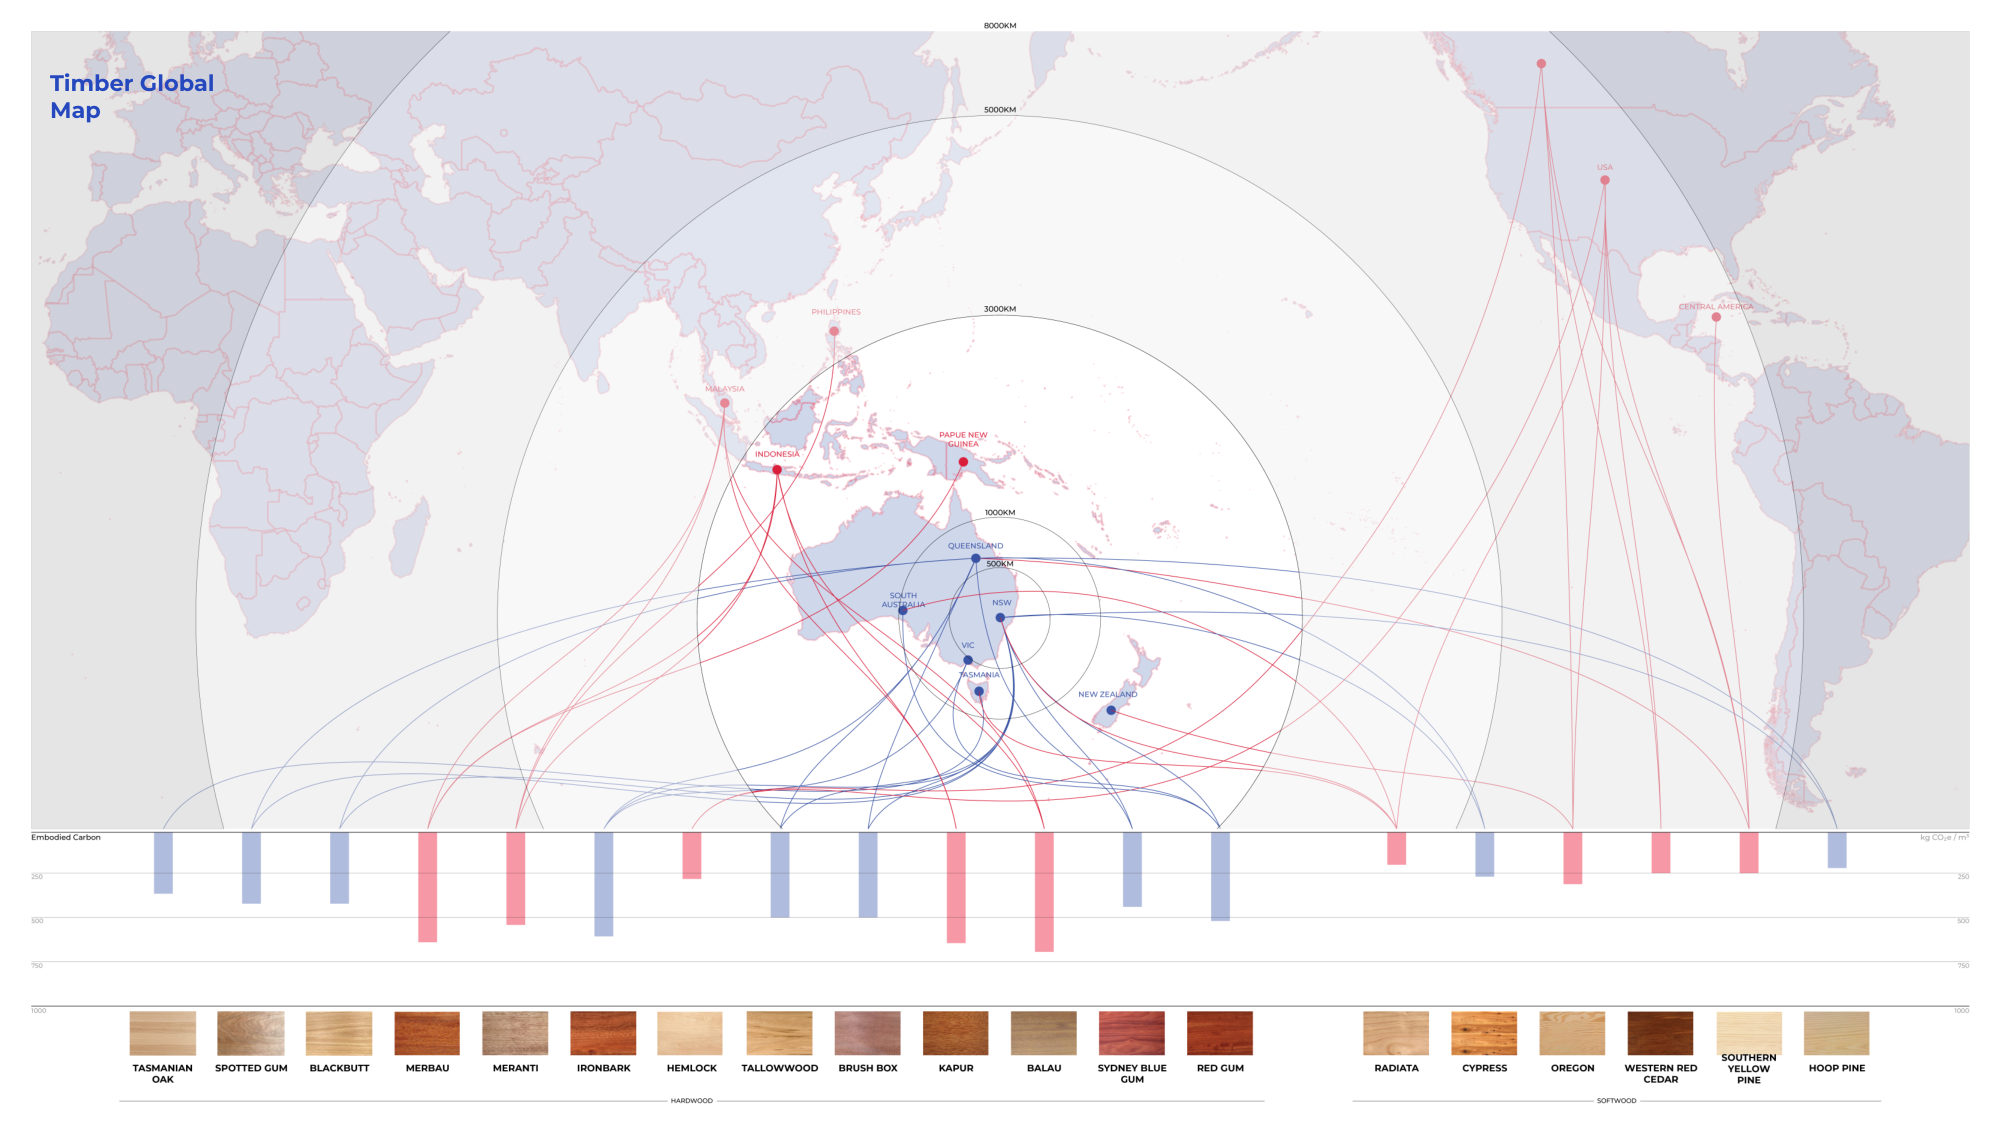 8000KM
Timber Global
Map
5000KM
USA
CENTRAL AMERICA
3000KM
PHILIPPINES
MALAYSIA
PAPUE NEW
GUINEA
INDONESIA
1000KM
QUEENSLAND
500KM
SOUTH
AUSTRALIA
NSW
VIC
TASMANIA
NEW ZEALAND
Embodied Carbon
kg CO₂e / m³
250
250
500
500
750
750
1000
1000
TASMANIAN
OAK
SPOTTED GUM
BLACKBUTT
MERBAU
MERANTI
IRONBARK
HEMLOCK
TALLOWWOOD
BRUSH BOX
KAPUR
BALAU
SYDNEY BLUE
GUM
RED GUM
RADIATA
CYPRESS
OREGON
WESTERN RED
CEDAR
SOUTHERN
YELLOW
PINE
HOOP PINE
HARDWOOD
SOFTWOOD